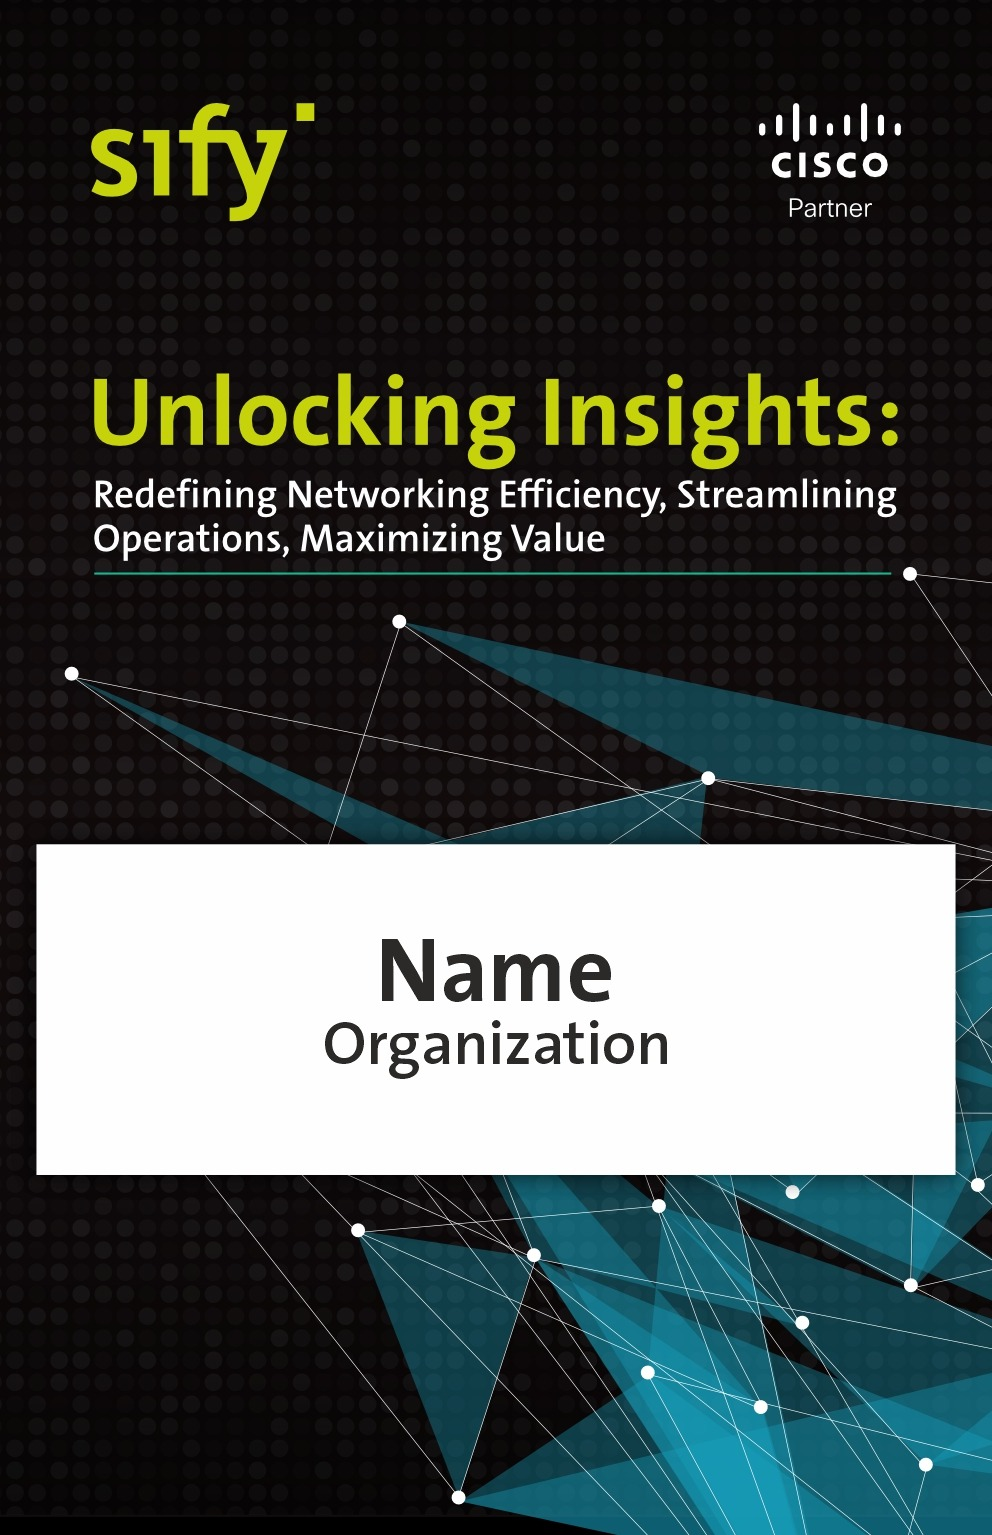 sify
CISCO
Partner
Unlocking Insights:
Redefining Networking Efficiency, Streamlining
Operations, Maximizing Value
Name
Organization